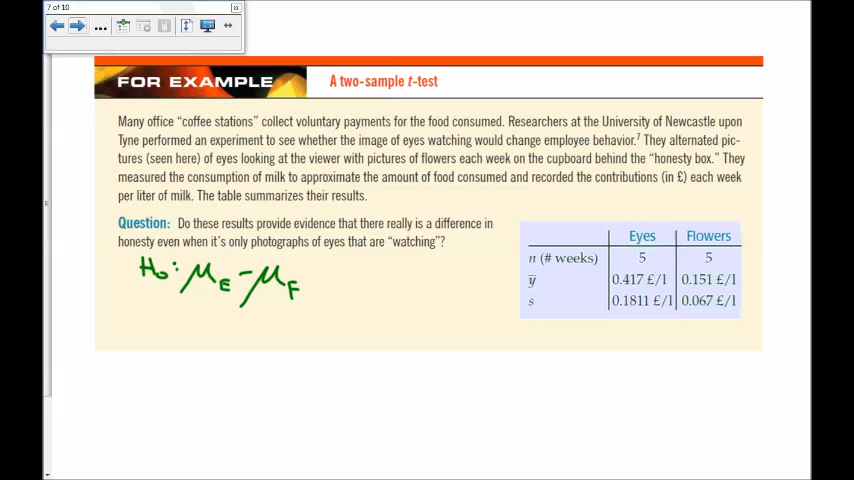 7 of 10
FOR EXAMPLE
A two-sample t-test
Many office “coffee stations” collect voluntary payments for the food consumed. Researchers at the University of Newcastle upon
Tyne performed an experiment to see whether the image of eyes watching would change employee behavior.7 They alternated pic-
tures (seen here) of eyes looking at the viewer with pictures of flowers each week on the cupboard behind the “honesty box.” They
measured the consumption of milk to approximate the amount of food consumed and recorded the contributions (in £) each week
per liter of milk. The table summarizes their results.
Question: Do these results provide evidence that there really is a difference in
honesty even when it’s only photographs of eyes that are “watching”?
H₀: μE - μF
Eyes Flowers
n (# weeks) 5 5
ȳ 0.417 £/l 0.151 £/l
s 0.1811 £/l 0.067 £/l